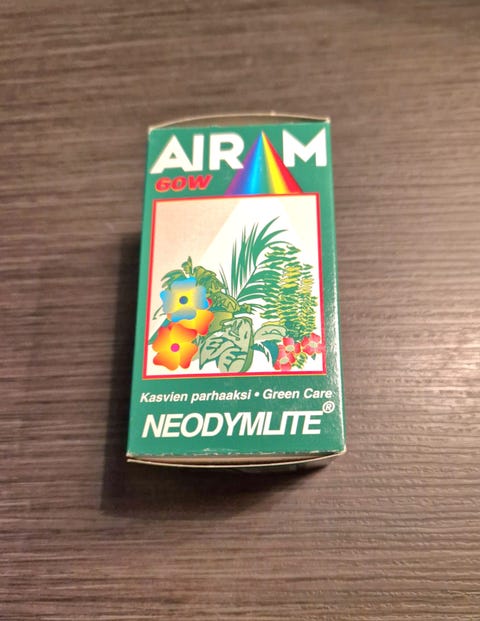 AIRAM
60W
Kasvien parhaaksi • Green Care
NEODYMLITE®